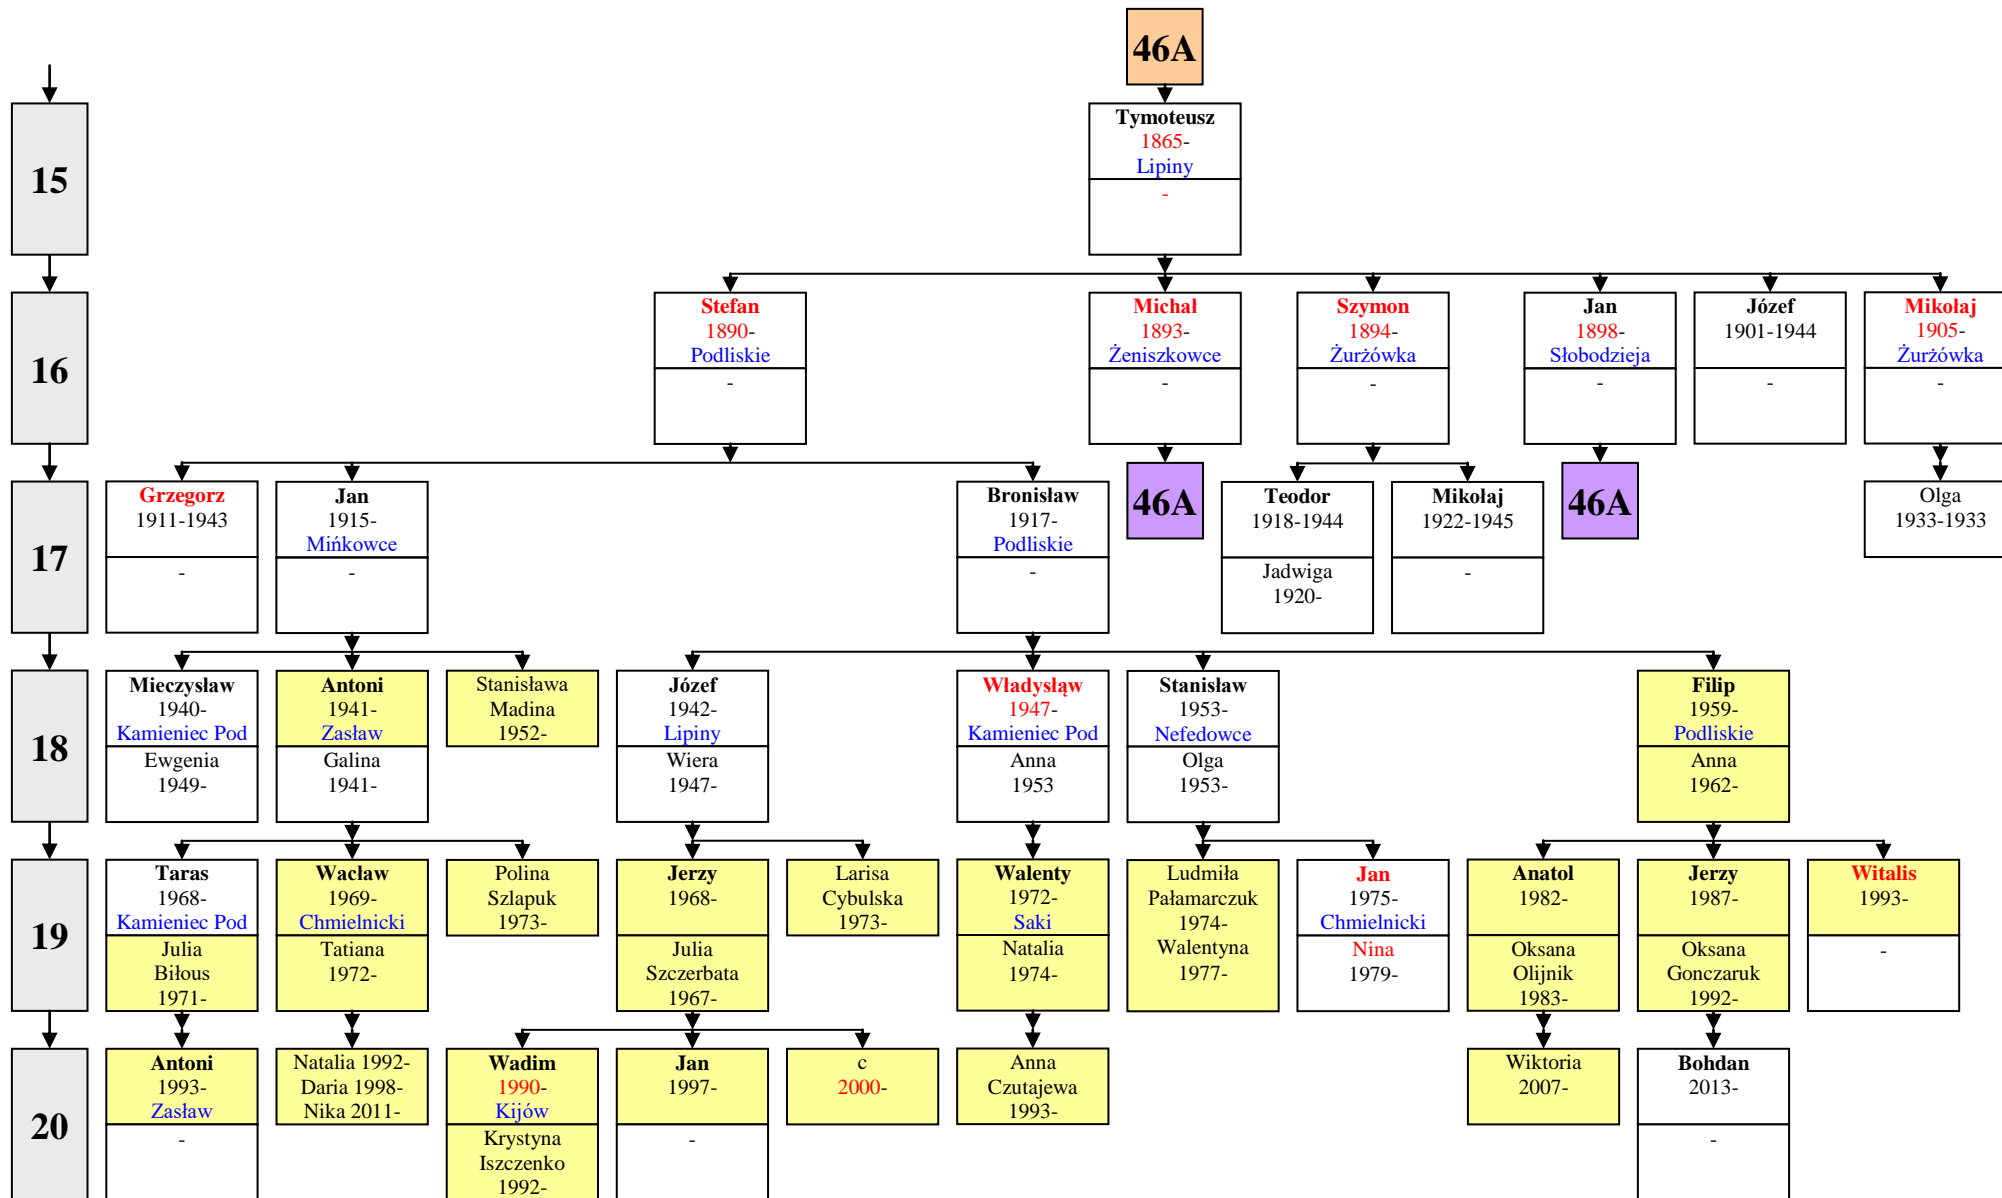 46A
15
Tymoteusz
1865-
Lipiny
-
16
Stefan
1890-
Podliskie
-
Michał
1893-
Żeniszkowce
-
Szymon
1894-
Żurżówka
-
Jan
1898-
Słobodzieja
-
Józef
1901-1944
-
Mikołaj
1905-
Żurżówka
-
17
Grzegorz
1911-1943
-
Jan
1915-
Mińkowce
-
Bronisław
1917-
Podliskie
-
46A
Teodor
1918-1944
Jadwiga
1920-
Mikołaj
1922-1945
-
46A
Olga
1933-1933
18
Mieczysław
1940-
Kamieniec Pod
Ewgenia
1949-
Antoni
1941-
Zasław
Galina
1941-
Stanisława
Madina
1952-
Józef
1942-
Lipiny
Wiera
1947-
Władysląw
1947-
Kamieniec Pod
Anna
1953
Stanisław
1953-
Nefedowce
Olga
1953-
Filip
1959-
Podliskie
Anna
1962-
19
Taras
1968-
Kamieniec Pod
Julia
Biłous
1971-
Wacław
1969-
Chmielnicki
Tatiana
1972-
Polina
Szlapuk
1973-
Jerzy
1968-
Julia
Szczerbata
1967-
Larisa
Cybulska
1973-
Walenty
1972-
Saki
Natalia
1974-
Ludmiła
Pałamarczuk
1974-
Walentyna
1977-
Jan
1975-
Chmielnicki
Nina
1979-
Anatol
1982-
Oksana
Olijnik
1983-
Jerzy
1987-
Oksana
Gonczaruk
1992-
Witalis
1993-
-
20
Antoni
1993-
Zasław
-
Natalia 1992-
Daria 1998-
Nika 2011-
Wadim
1990-
Kijów
Krystyna
Iszczenko
1992-
Jan
1997-
-
c
2000-
Anna
Czutajewa
1993-
Wiktoria
2007-
Bohdan
2013-
-